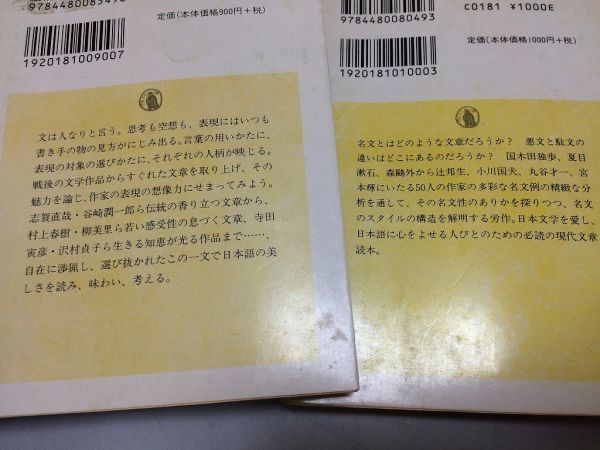 定価(本体価格900円+税)
1920181009007
文は人なりと言う。思考も空想も、表現にはいつも
書き手の物の見方がにじみ出る。言葉の用いかたに、
表現の対象の選びかたに、それぞれの人柄が映じる。
戦後の文学作品からすぐれた文章を取り上げ、その
魅力を論じ、作家の表現の想像力にせまってみよう。
志賀直哉・谷崎潤一郎ら伝統の香り立つ文章から、
村上春樹・柳美里ら若い感受性の息づく文章、寺田
寅彦・沢村貞子ら生きる知恵が光る作品まで……、
自在に渉猟し、選び抜かれたこの一文で日本語の美
しさを読み、味わい、考える。
9784480080493
C0181 ¥1000E
定価(本体価格1000円+税)
1920181010003
名文とはどのような文章だろうか? 悪文と駄文の
違いはどこにあるのだろうか? 国木田独歩、夏目
漱石、森鷗外から辻邦生、小川国夫、丸谷才一、宮
本輝にいたる50人の作家の多彩な名文例の精緻な分
析を通して、その名文性のありかを探りつつ、名文
のスタイルの構造を解明する労作。日本文学を愛し、
日本語に心をよせる人びとのための必読の現代文章
読本。